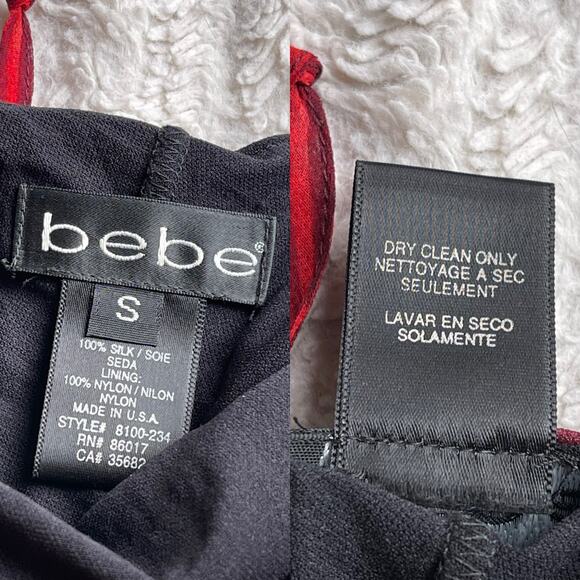 bebe®
S
100% SILK / SOIE
SEDA
LINING:
100% NYLON / NILON
NYLON
MADE IN U.S.A.
STYLE# 8100-234
RN# 86017
CA# 35682
DRY CLEAN ONLY
NETTOYAGE A SEC
SEULEMENT
LAVAR EN SECO
SOLAMENTE